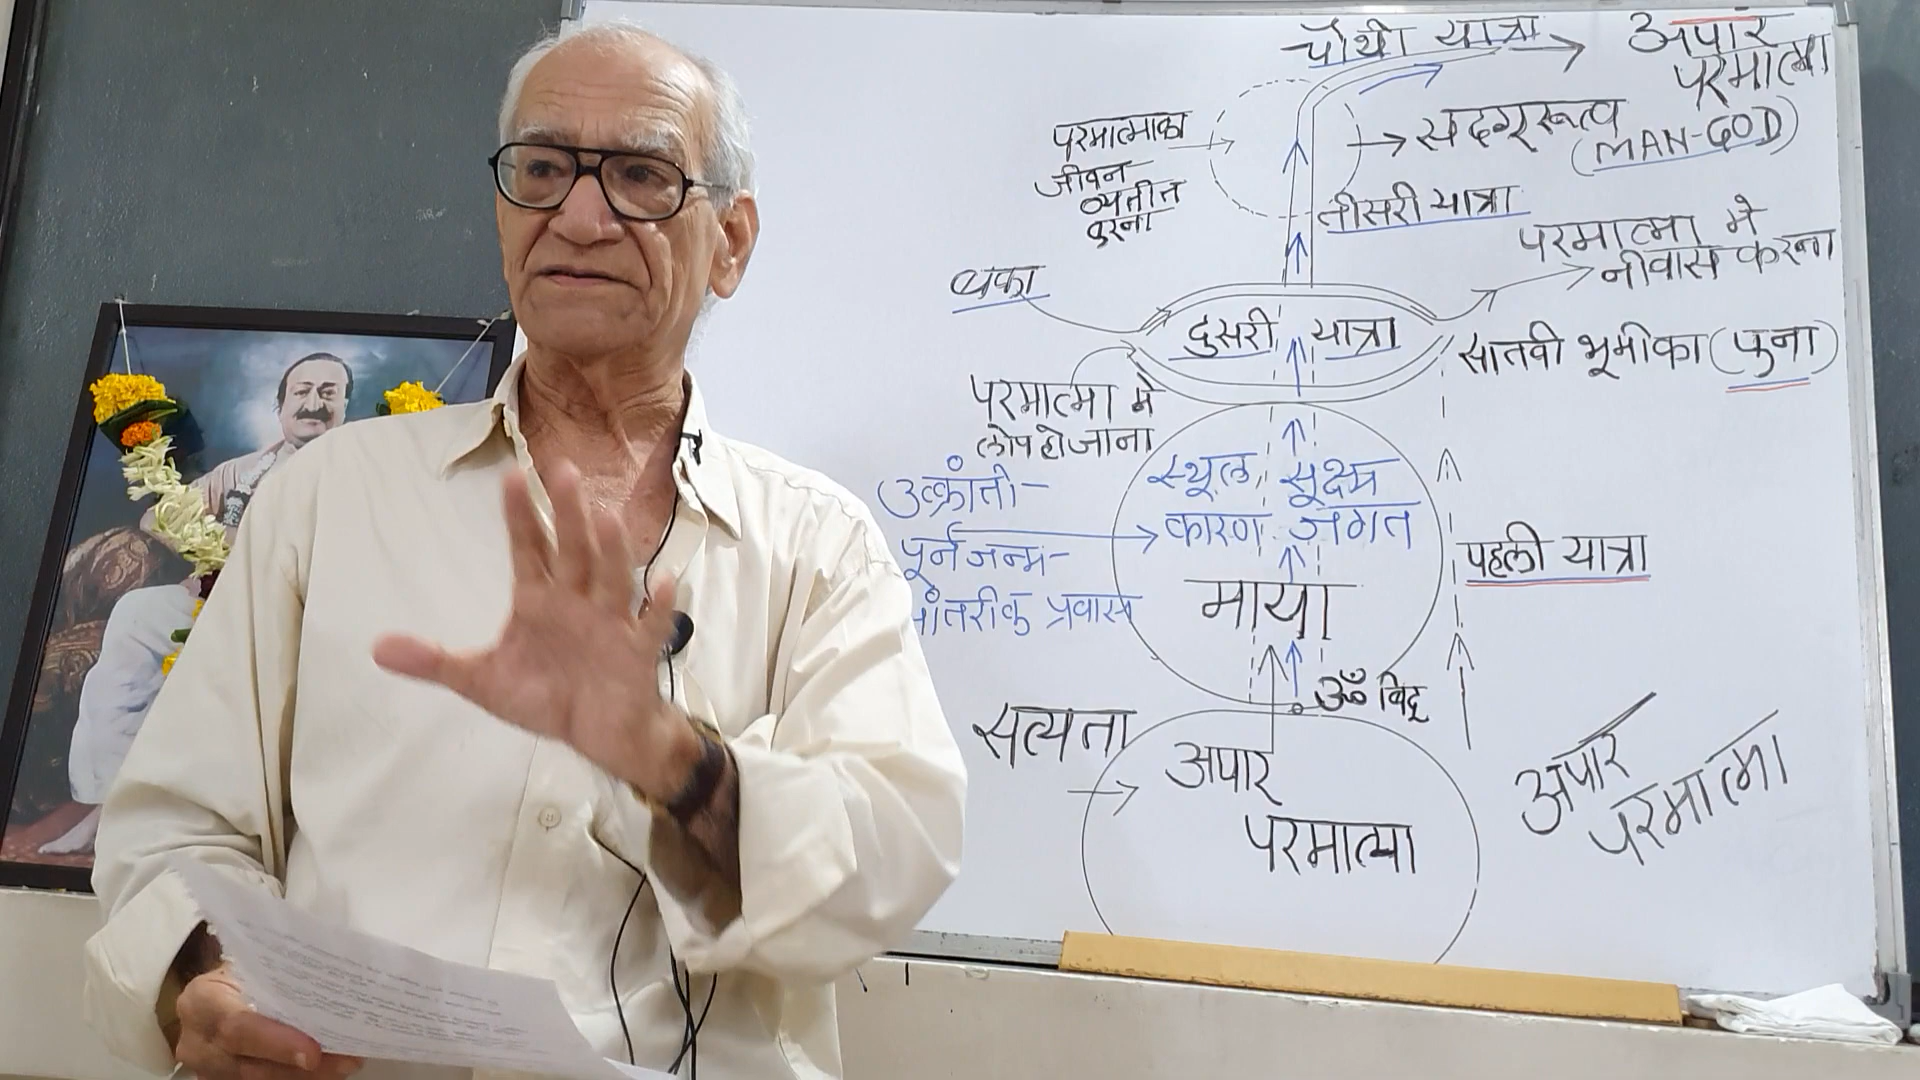 चौथी यात्रा
अपार
परमात्मा
परमात्माका
जीवन
व्यतीत
करना
सदगुरूत्व
(MAN-GOD)
तीसरी यात्रा
परमात्मा मे
नीवास करना
बका
दुसरी यात्रा
सातवी भूमीका (फुना)
परमात्मा मे
लोप हो जाना
उत्क्रांती-
पूर्नजन्म-
आंतरीक प्रवास
स्थूल, सूक्ष्म
कारण जगत
माया
पहली यात्रा
ॐ बिंदू
सत्यता
अपार
परमात्मा
अपार
परमात्मा